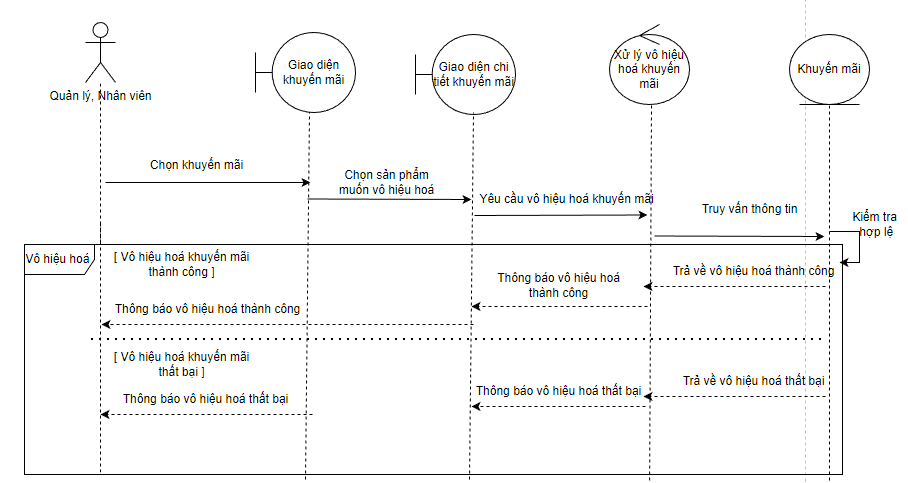 Quản lý, Nhân viên
Giao diện
khuyến mãi
Giao diện chi
tiết khuyến mãi
Xử lý vô hiệu
hoá khuyến
mãi
Khuyến mãi
Chọn khuyến mãi
Chọn sản phẩm
muốn vô hiệu hoá
Yêu cầu vô hiệu hoá khuyến mãi
Truy vấn thông tin
Kiểm tra
hợp lệ
Vô hiệu hoá
[ Vô hiệu hoá khuyến mãi
thành công ]
Trả về vô hiệu hoá thành công
Thông báo vô hiệu hoá
thành công
Thông báo vô hiệu hoá thành công
[ Vô hiệu hoá khuyến mãi
thất bại ]
Trả về vô hiệu hoá thất bại
Thông báo vô hiệu hoá thất bại
Thông báo vô hiệu hoá thất bại